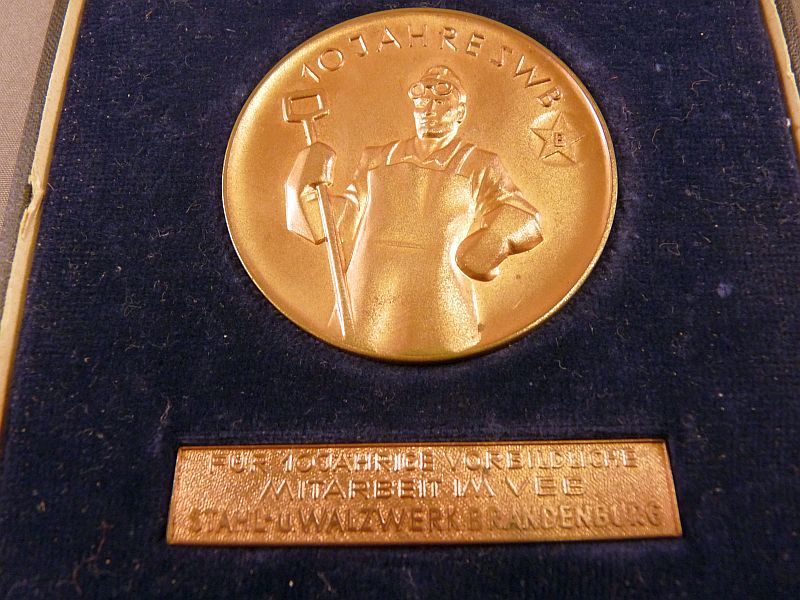 10 JAHRE SWB
B
FÜR 10JÄHRIGE VORBILDLICHE
MITARBEIT IM VEB
STAHL- U. WALZWERK BRANDENBURG